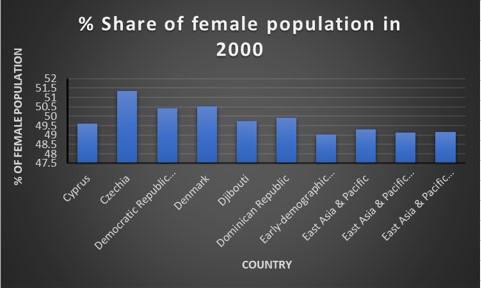 % Share of female population in
2000
% OF FEMALE POPULATION
52
51.5
51
50.5
50
49.5
49
48.5
48
47.5
Cyprus
Czechia
Democratic Republic...
Denmark
Djibouti
Dominican Republic
Early-demographic...
East Asia & Pacific
East Asia & Pacific...
East Asia & Pacific...
COUNTRY